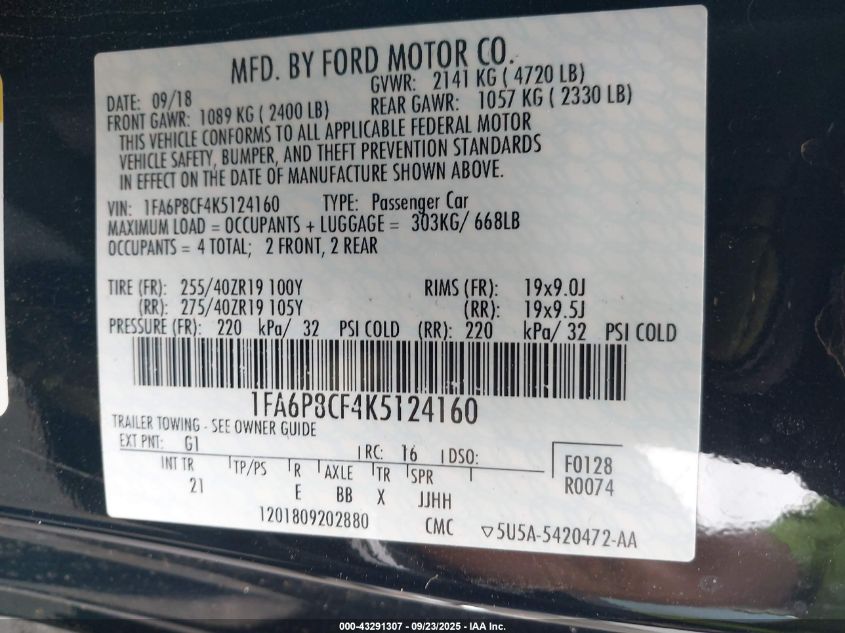 MFD. BY FORD MOTOR CO.
DATE: 09/18 GVWR: 2141 KG ( 4720 LB)
FRONT GAWR: 1089 KG ( 2400 LB) REAR GAWR: 1057 KG ( 2330 LB)
THIS VEHICLE CONFORMS TO ALL APPLICABLE FEDERAL MOTOR
VEHICLE SAFETY, BUMPER, AND THEFT PREVENTION STANDARDS
IN EFFECT ON THE DATE OF MANUFACTURE SHOWN ABOVE.
VIN: 1FA6P8CF4K5124160 TYPE: Passenger Car
MAXIMUM LOAD = OCCUPANTS + LUGGAGE = 303KG/ 668LB
OCCUPANTS = 4 TOTAL; 2 FRONT, 2 REAR
TIRE (FR): 255/40ZR19 100Y RIMS (FR): 19x9.0J
(RR): 275/40ZR19 105Y (RR): 19x9.5J
PRESSURE (FR): 220 kPa/ 32 PSI COLD (RR): 220 kPa/ 32 PSI COLD
1FA6P8CF4K5124160
TRAILER TOWING - SEE OWNER GUIDE
EXT PNT: G1 RC: 16 DSO: F0128
INT TR TP/PS R AXLE TR SPR R0074
21 E BB X JJHH
1201809202880 CMC ▽5U5A-5420472-AA
000-43291307 - 09/23/2025 - IAA Inc.